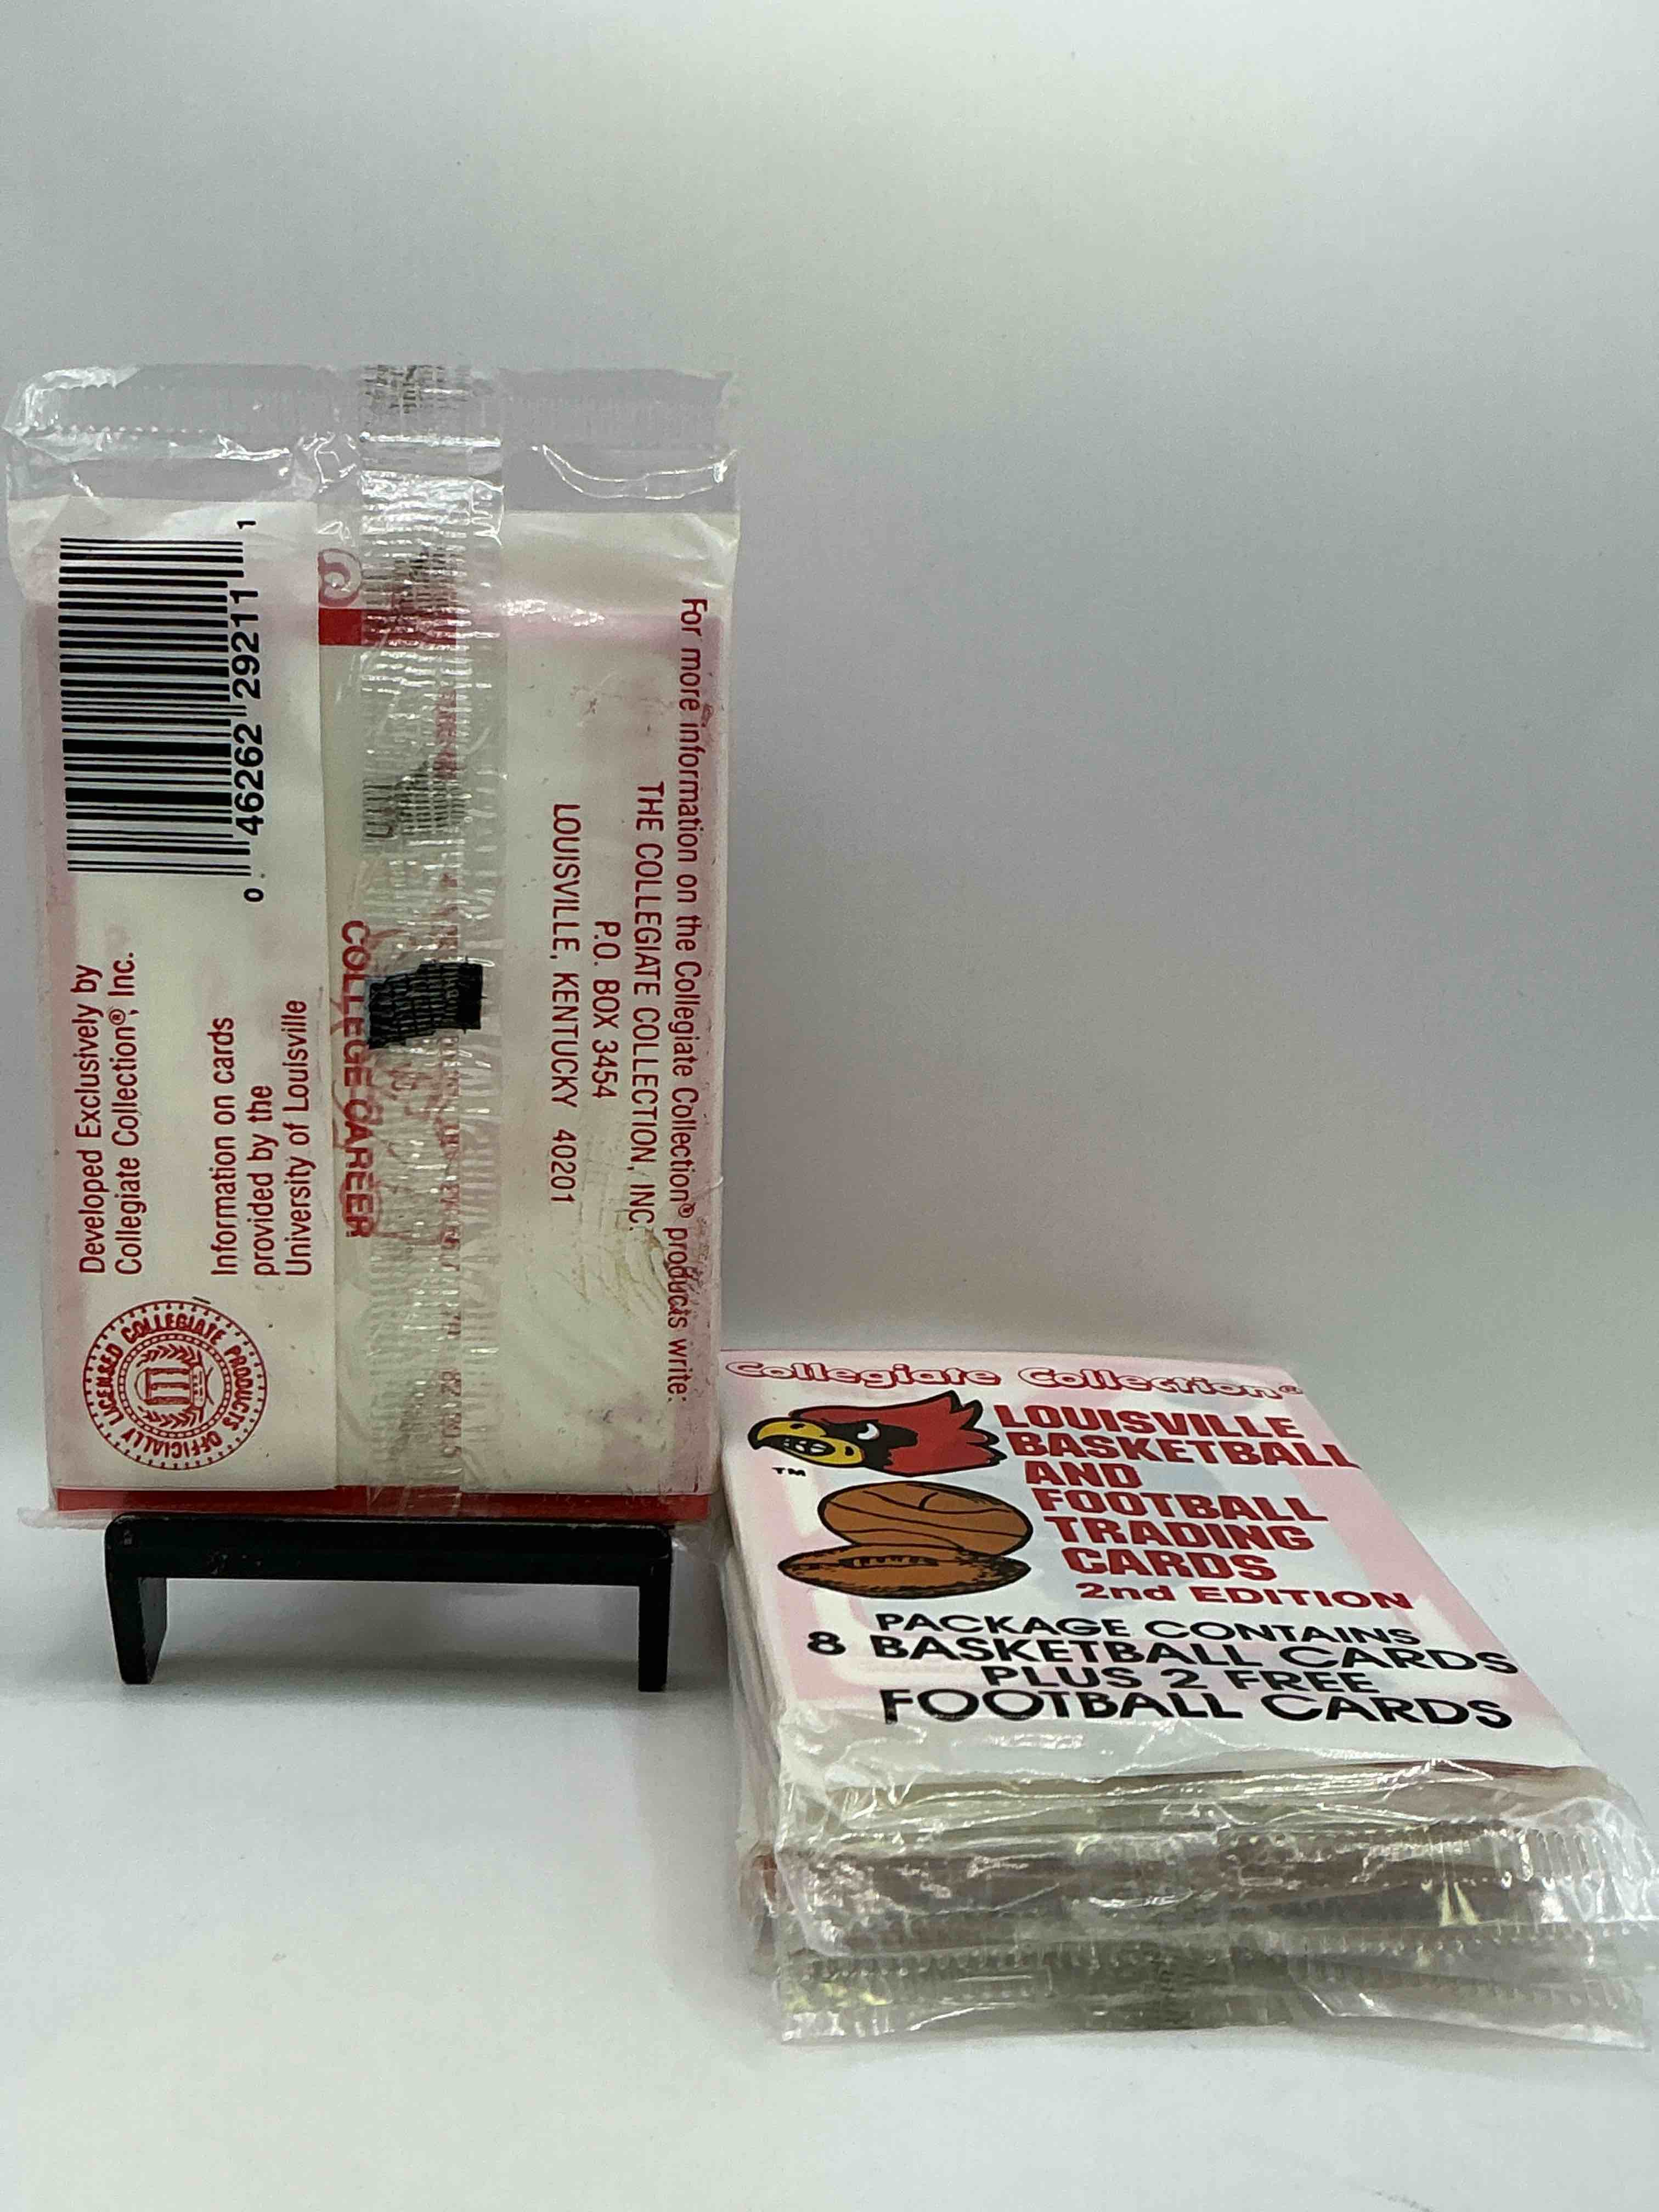 0 46262 29211 1
Developed Exclusively by
Collegiate Collection®, Inc.
Information on cards
provided by the
University of Louisville
OFFICIALLY LICENSED COLLEGIATE PRODUCTS
COLLEGE CAREER
For more information on the Collegiate Collection® products write:
THE COLLEGIATE COLLECTION, INC.
P.O. BOX 3454
LOUISVILLE, KENTUCKY 40201
Collegiate Collection®
LOUISVILLE
BASKETBALL
AND
FOOTBALL
TRADING
CARDS
2nd EDITION
TM
PACKAGE CONTAINS
8 BASKETBALL CARDS
PLUS 2 FREE
FOOTBALL CARDS